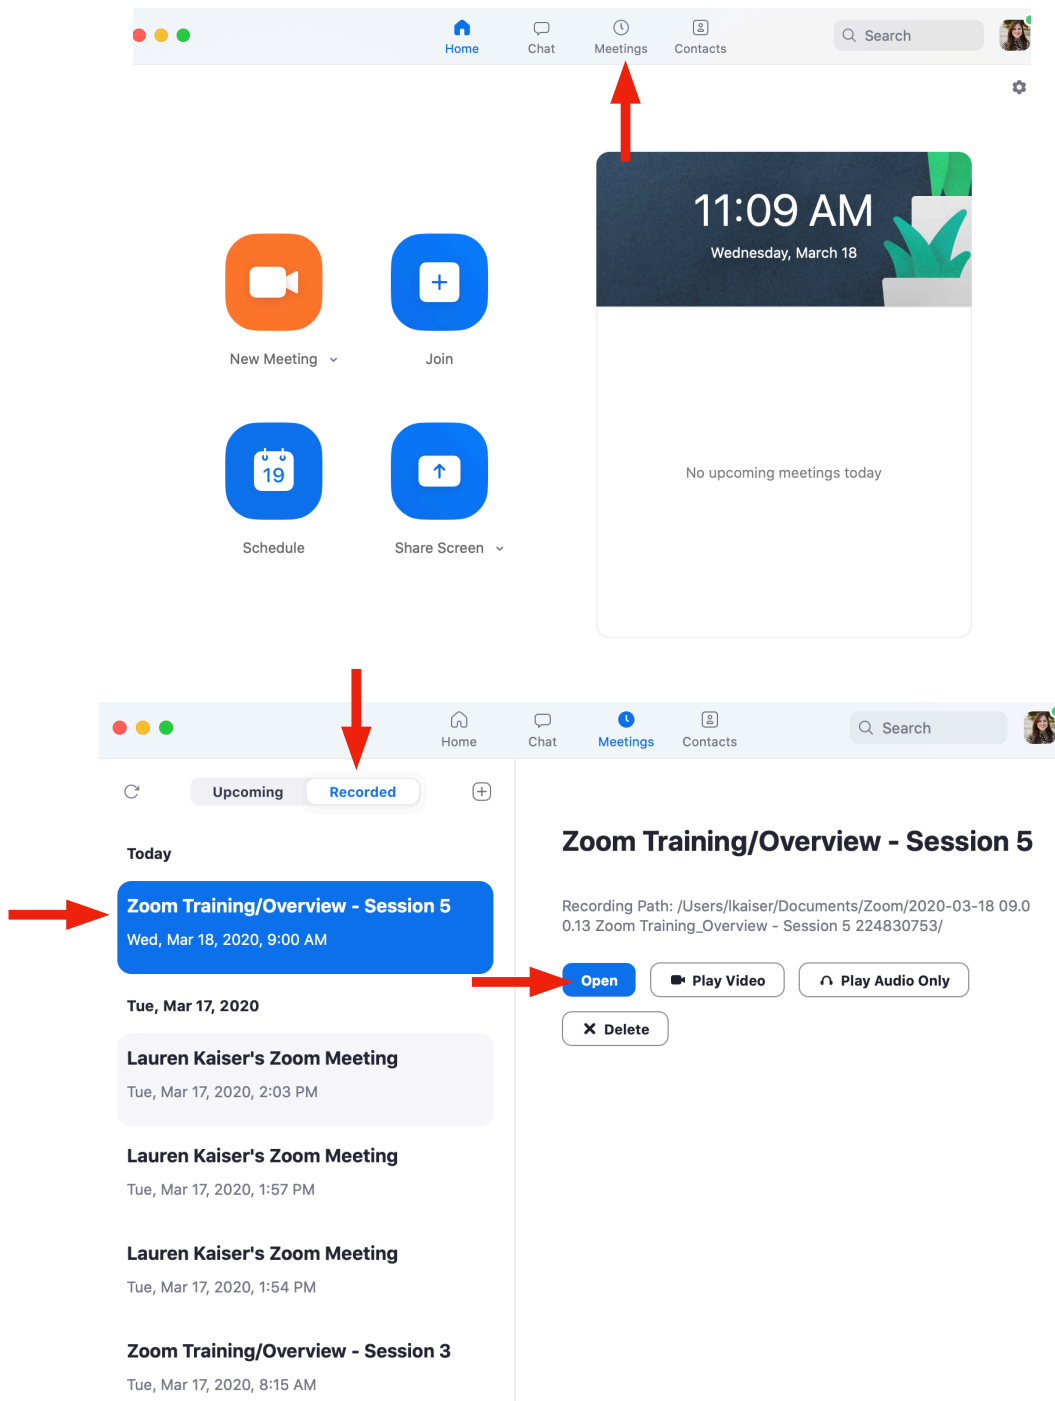 Home
Chat
Meetings
Contacts
Search
11:09 AM
Wednesday, March 18
New Meeting
Join
19
Schedule
Share Screen
No upcoming meetings today
Home
Chat
Meetings
Contacts
Search
Upcoming
Recorded
Today
Zoom Training/Overview - Session 5
Wed, Mar 18, 2020, 9:00 AM
Tue, Mar 17, 2020
Lauren Kaiser's Zoom Meeting
Tue, Mar 17, 2020, 2:03 PM
Lauren Kaiser's Zoom Meeting
Tue, Mar 17, 2020, 1:57 PM
Lauren Kaiser's Zoom Meeting
Tue, Mar 17, 2020, 1:54 PM
Zoom Training/Overview - Session 3
Tue, Mar 17, 2020, 8:15 AM
Zoom Training/Overview - Session 5
Recording Path: /Users/lkaiser/Documents/Zoom/2020-03-18 09.0
0.13 Zoom Training_Overview - Session 5 224830753/
Open
Play Video
Play Audio Only
Delete